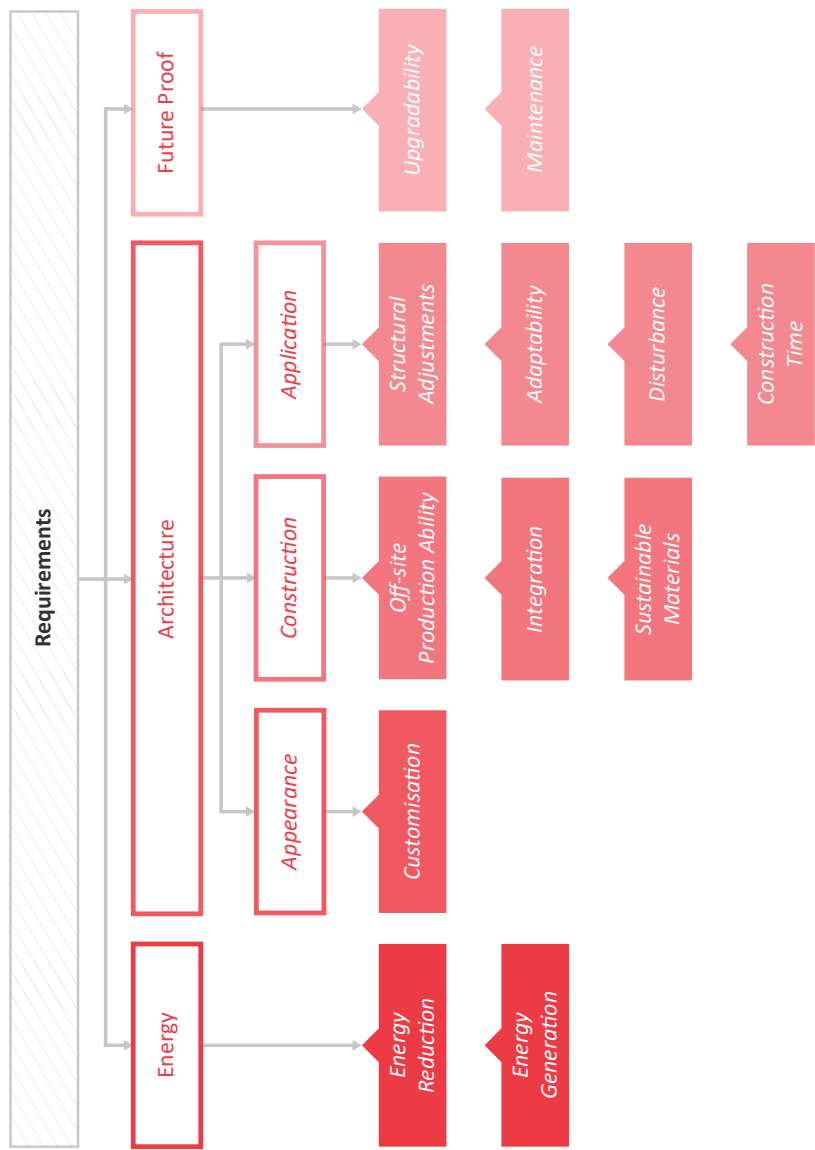 Requirements
Energy
Architecture
Future Proof
Appearance
Construction
Application
Energy
Reduction
Customisation
Off-site
Production Ability
Structural
Adjustments
Upgradability
Energy
Generation
Integration
Adaptability
Maintenance
Sustainable
Materials
Disturbance
Construction
Time